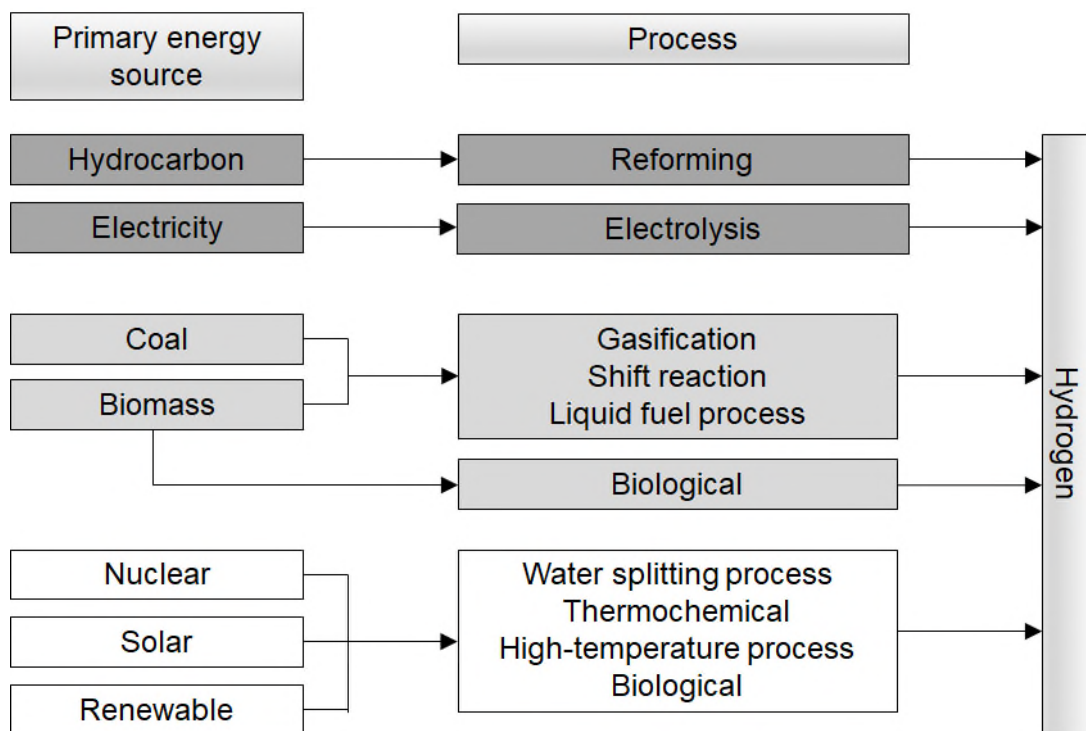 Primary energy
source
Process
Hydrocarbon
Reforming
Electricity
Electrolysis
Coal
Biomass
Gasification
Shift reaction
Liquid fuel process
Biological
Nuclear
Solar
Renewable
Water splitting process
Thermochemical
High-temperature process
Biological
Hydrogen